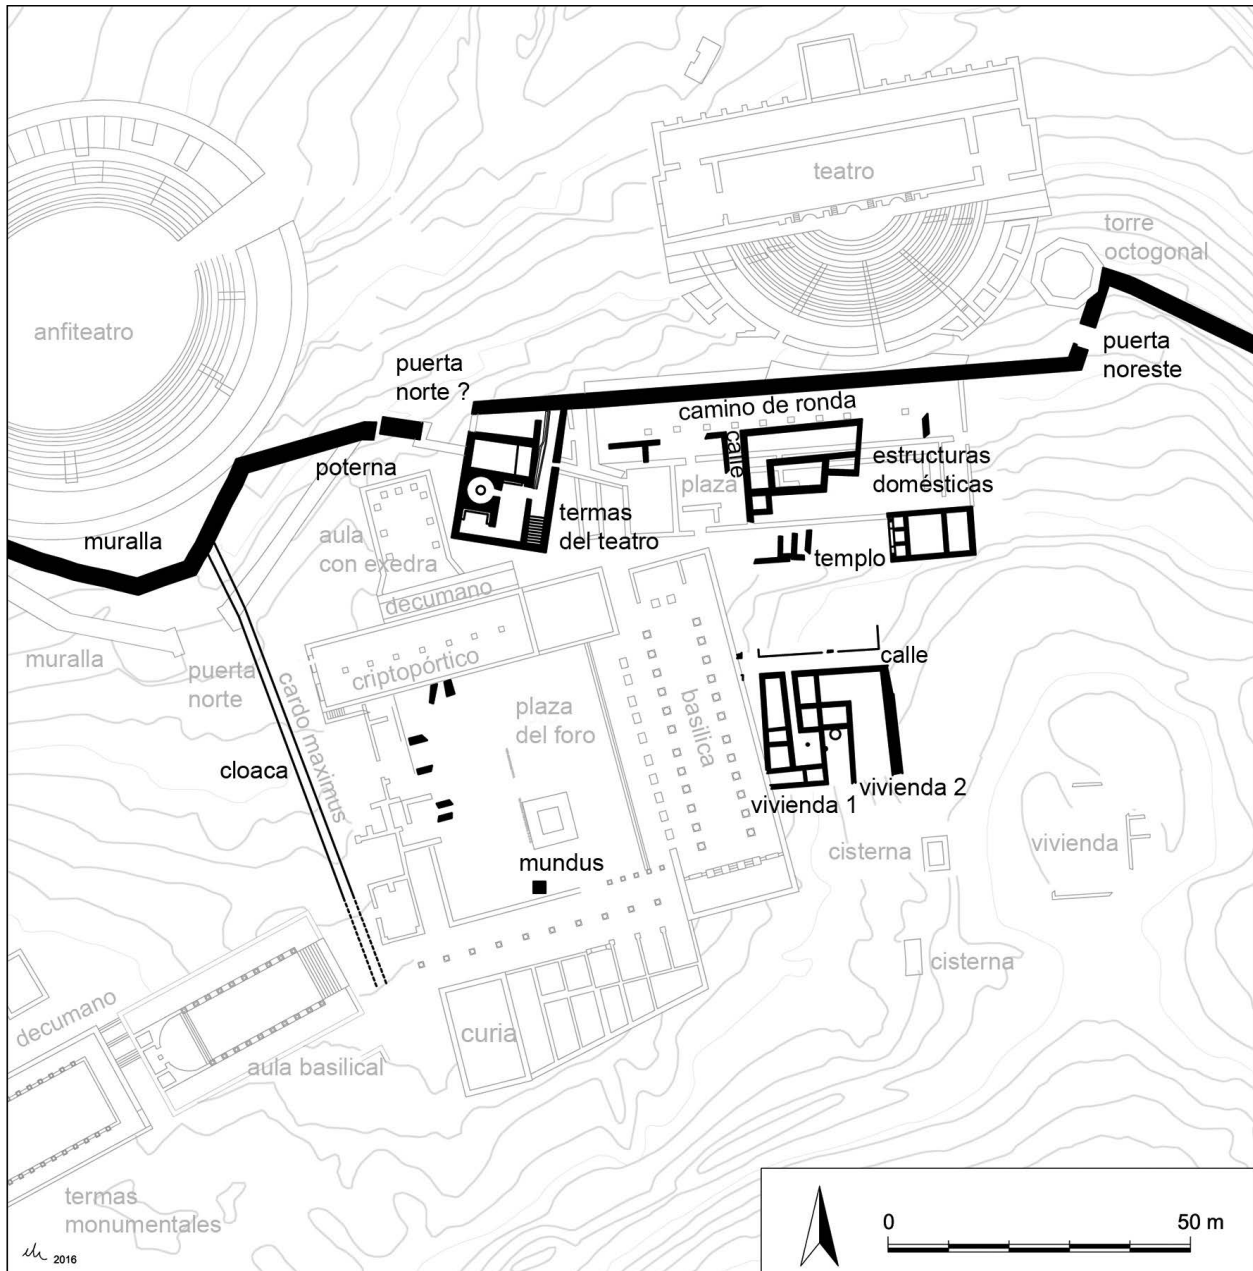 teatro
torre
octogonal
anfiteatro
puerta
norte ?
puerta
noreste
camino de ronda
calle
estructuras
domésticas
poterna
plaza
termas
del teatro
muralla
aula
con exedra
templo
decumano
muralla
puerta
norte
criptopórtico
calle
cardo maximus
plaza
del foro
basilica
cloaca
vivienda 1
vivienda 2
mundus
cisterna
vivienda
cisterna
decumano
curia
aula basilical
termas
monumentales
2016
0
50 m